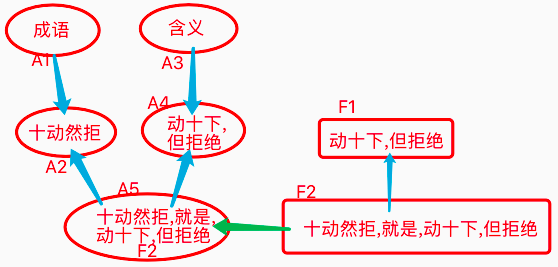 成语
含义
A1
A3
A4
F1
十动然拒
动十下,
但拒绝
动十下,但拒绝
A2
A5
F2
十动然拒,就是,
动十下,但拒绝
F2
十动然拒,就是,动十下,但拒绝